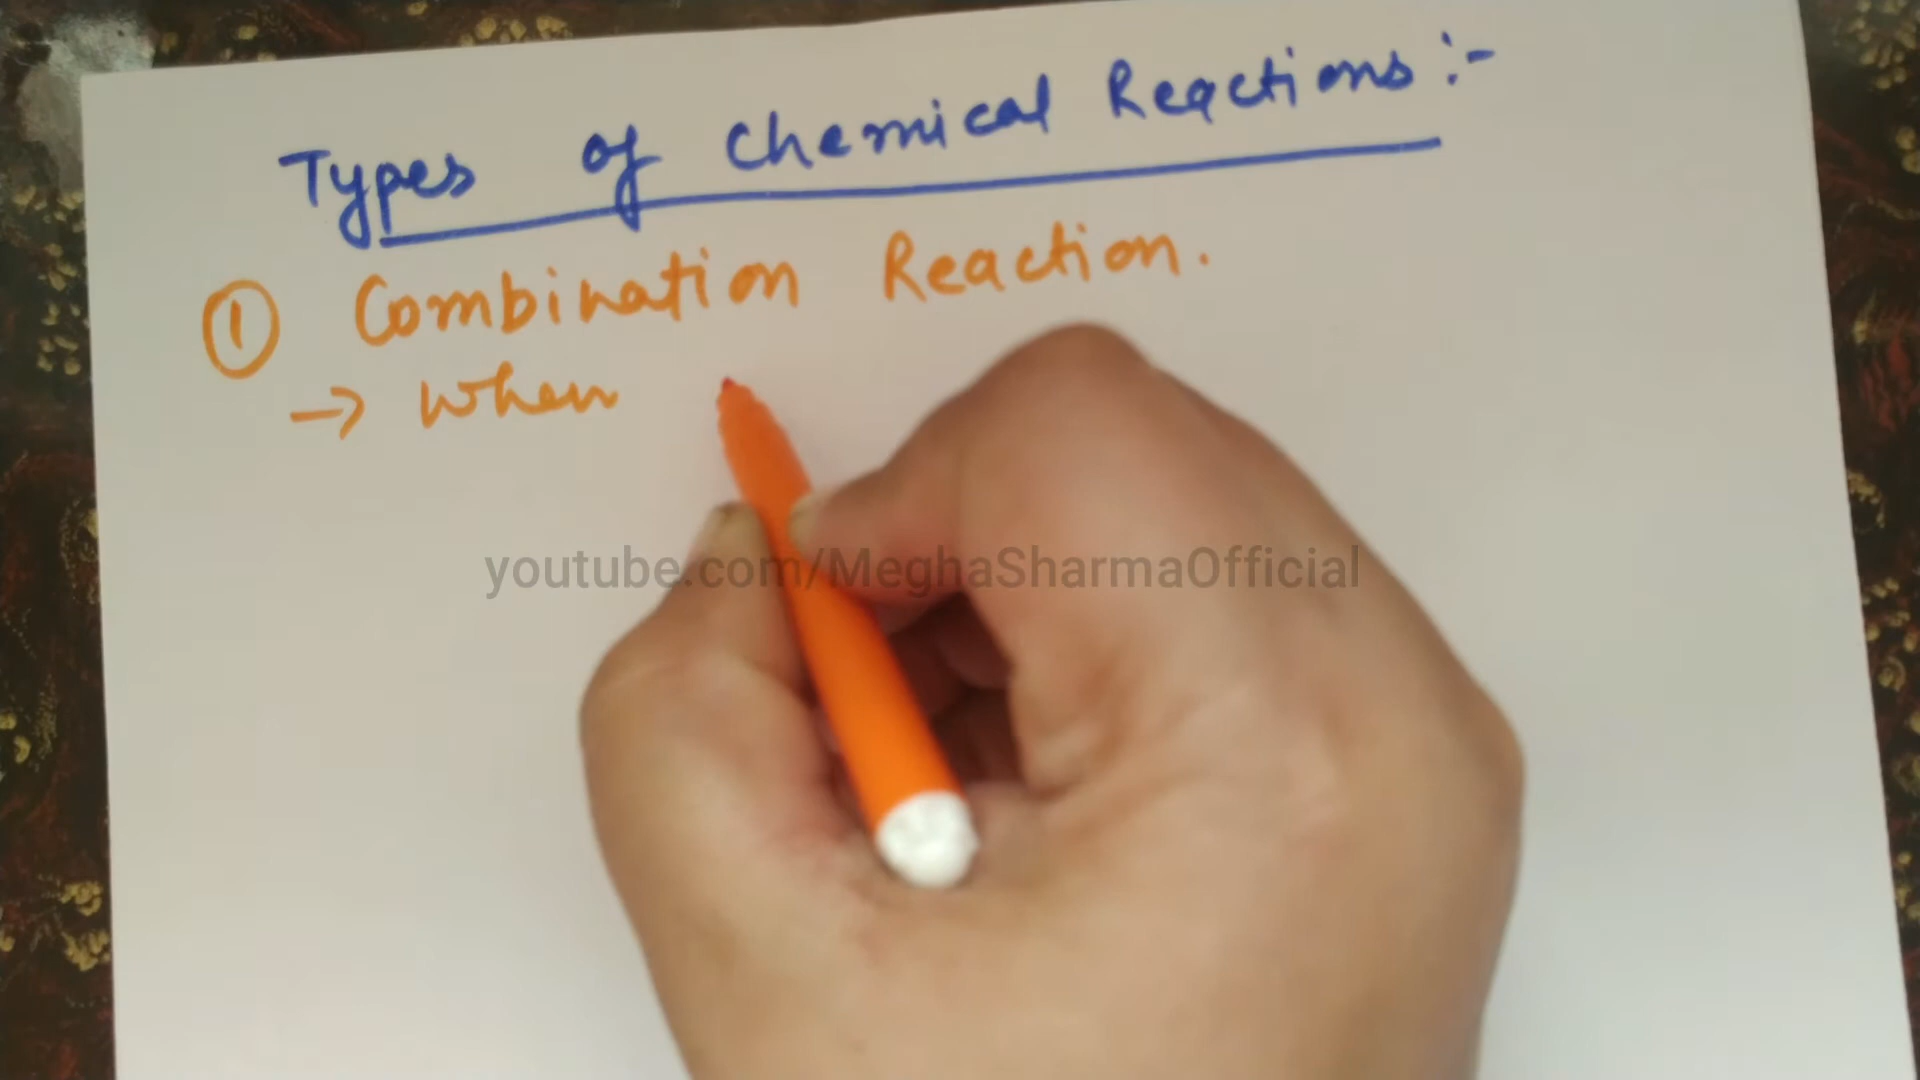 Types of Chemical Reactions :-
① Combination Reaction.
→ When
youtube.com/MeghaSharmaOfficial